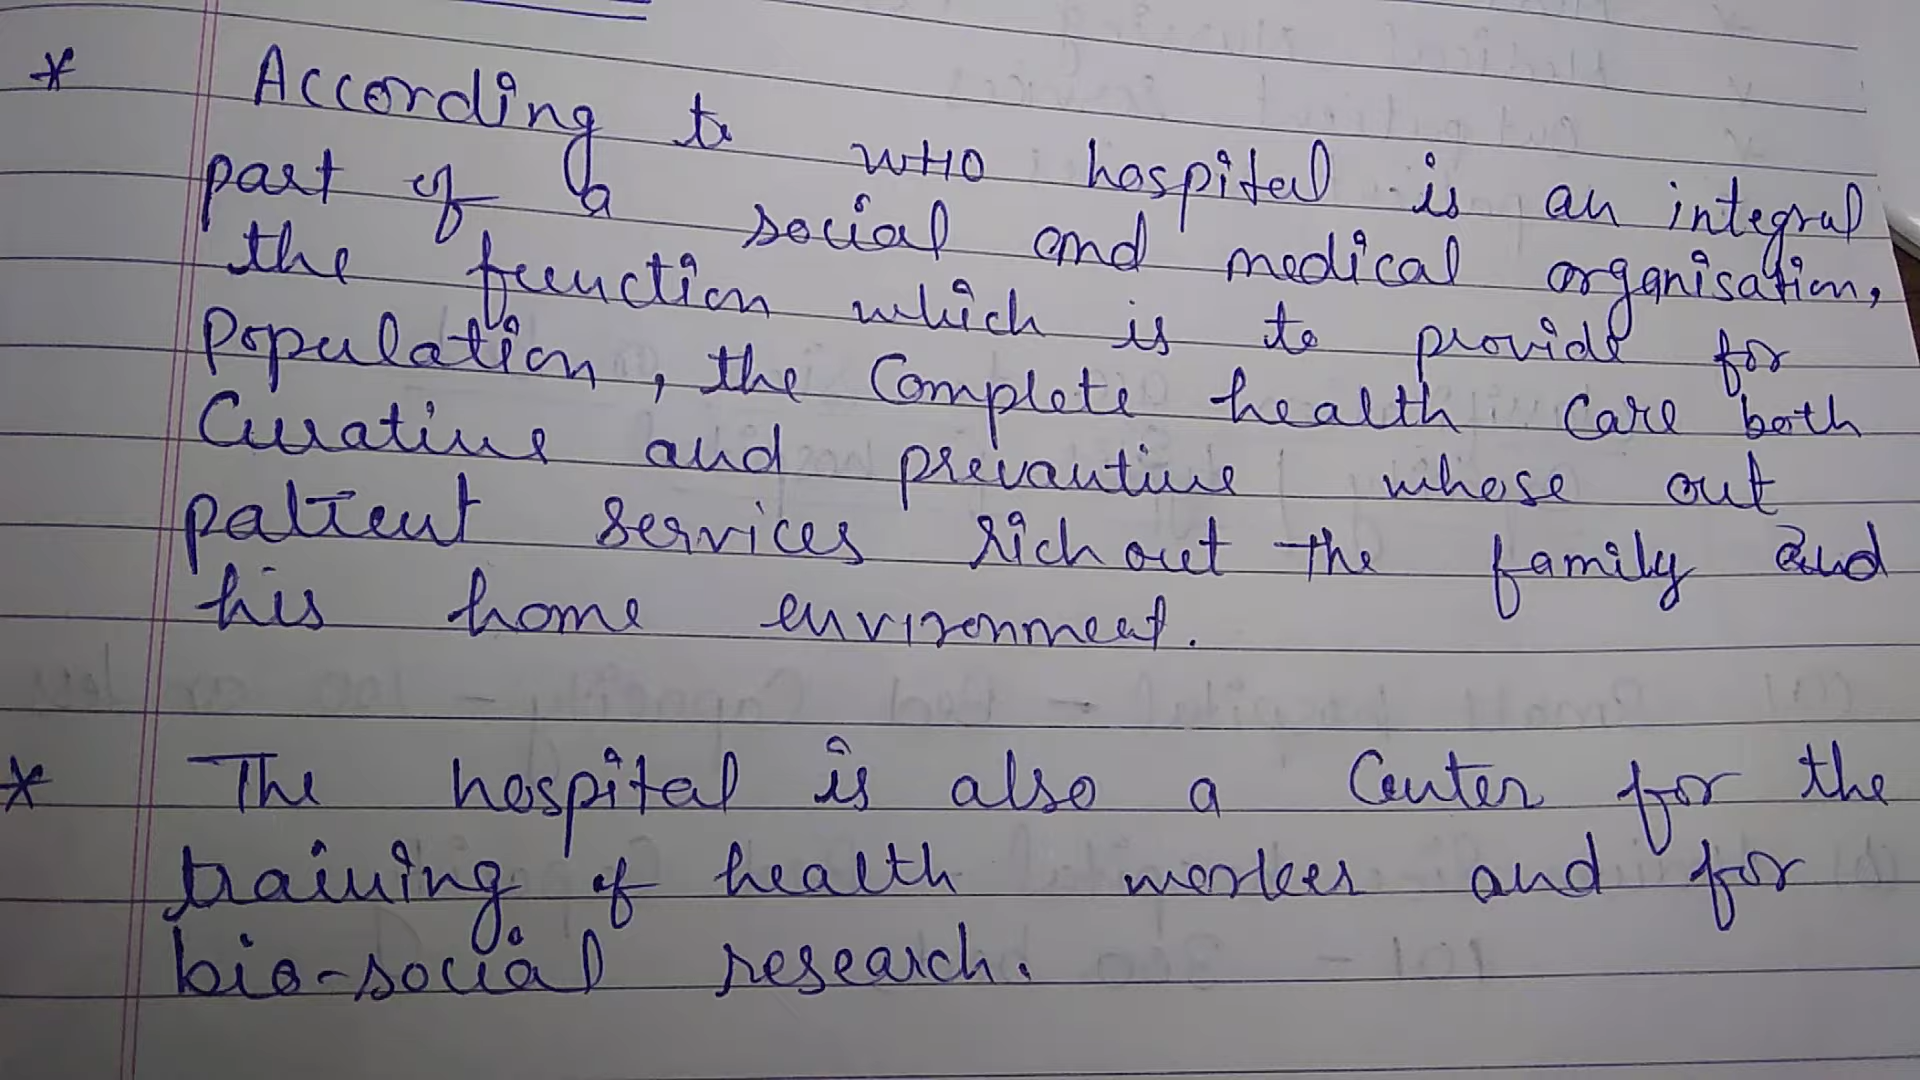 * According to WHO hospital is an integral
part of a social and medical organisation,
the function which is to provide for
population, the Complete health care both
Curative and prevantive whose out
patient services rich out the family and
his home environment.
* The hospital is also a Center for the
training of health worker and for
bio-social research.